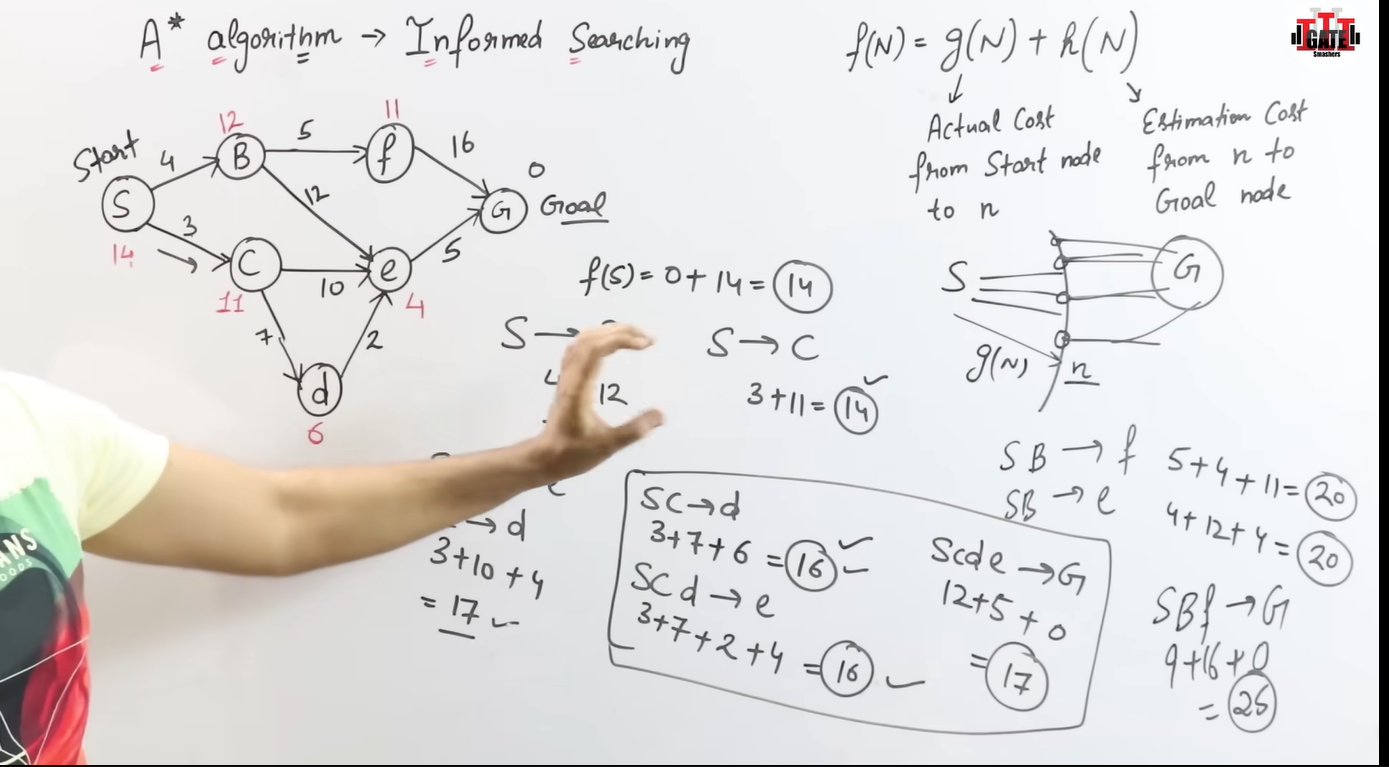 A* algorithm → Informed Searching
f(N) = g(N) + h(N)
GATE
Smashers
Actual Cost
from Start node
to n
Estimation Cost
from n to
Goal node
Start
S
14
4
3
12
B
C
11
5
12
10
7
11
f
e
4
d
6
2
16
5
0
G
Goal
f(S) = 0 + 14 = 14
S →
12
S → C
3+11 = 14 ✓
S
G
g(N)
n
→ d
3+10+4
= 17 ✓
SC → d
3+7+6 = 16 ✓
SCd → e
3+7+2+4 = 16 ✓
Scde → G
12+5+0
= 17
SB → f 5+4+11 = 20
SB → e 4+12+4 = 20
SBf → G
9+16+0
= 25